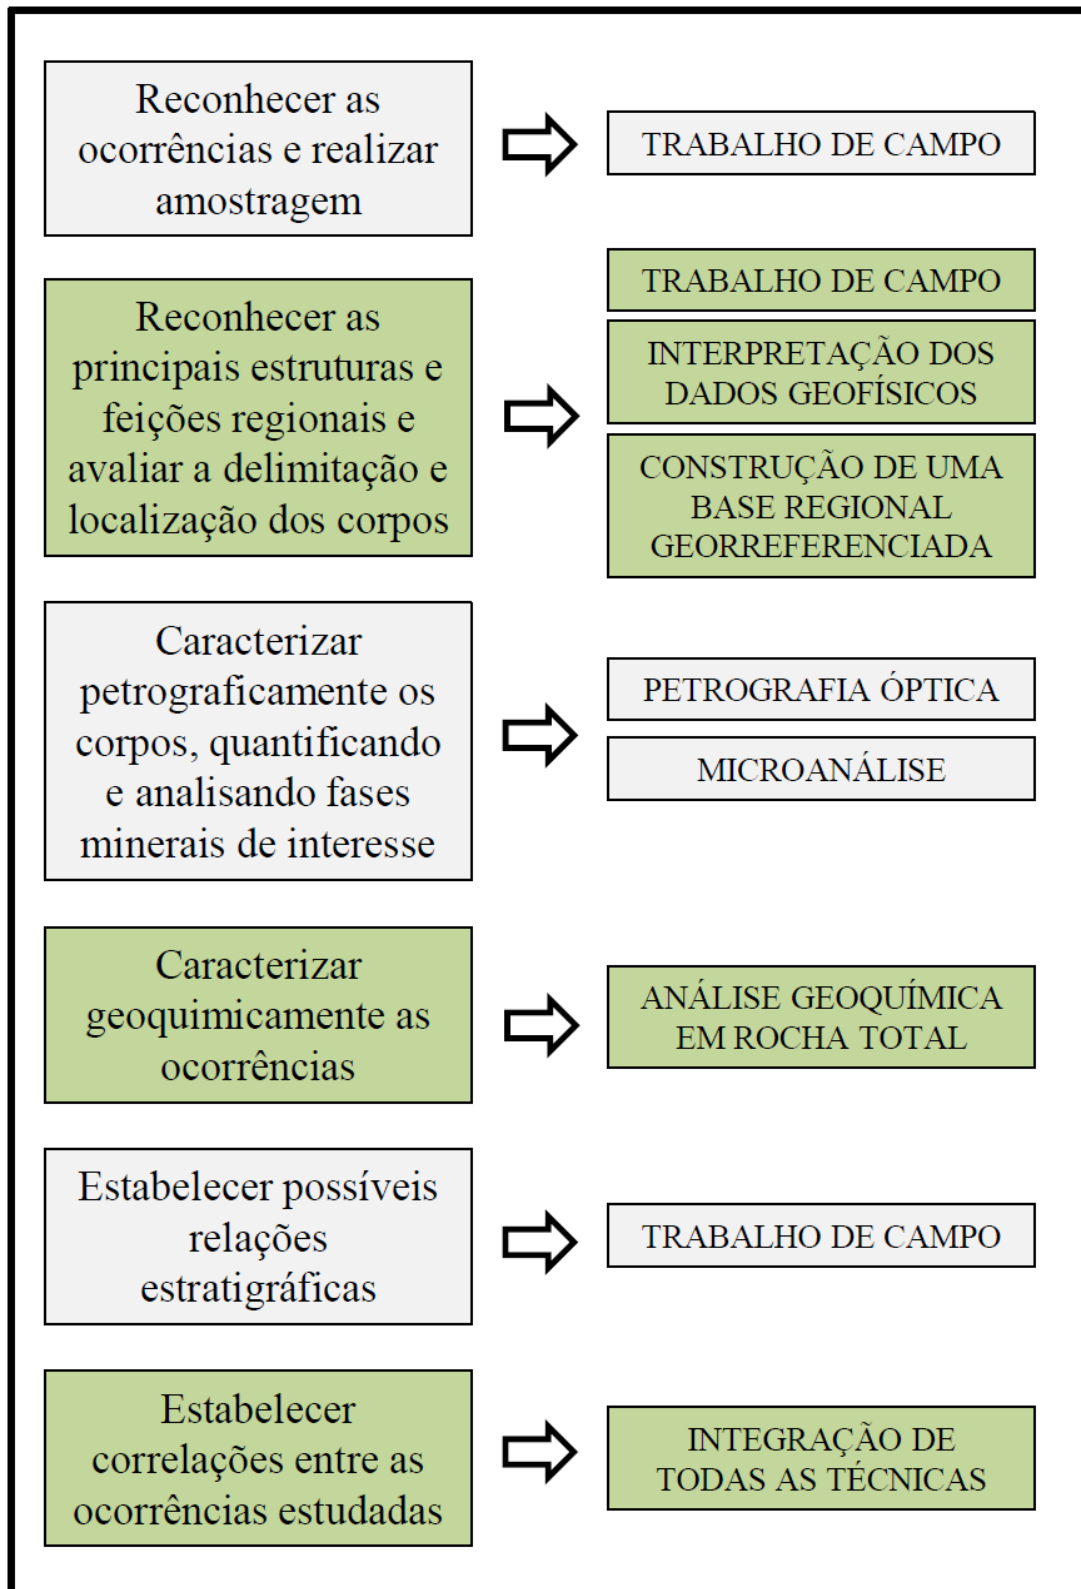 Reconhecer as
ocorrências e realizar
amostragem
TRABALHO DE CAMPO
Reconhecer as
principais estruturas e
feições regionais e
avaliar a delimitação e
localização dos corpos
TRABALHO DE CAMPO
INTERPRETAÇÃO DOS
DADOS GEOFÍSICOS
CONSTRUÇÃO DE UMA
BASE REGIONAL
GEORREFERENCIADA
Caracterizar
petrograficamente os
corpos, quantificando
e analisando fases
minerais de interesse
PETROGRAFIA ÓPTICA
MICROANÁLISE
Caracterizar
geoquimicamente as
ocorrências
ANÁLISE GEOQUÍMICA
EM ROCHA TOTAL
Estabelecer possíveis
relações
estratigráficas
TRABALHO DE CAMPO
Estabelecer
correlações entre as
ocorrências estudadas
INTEGRAÇÃO DE
TODAS AS TÉCNICAS